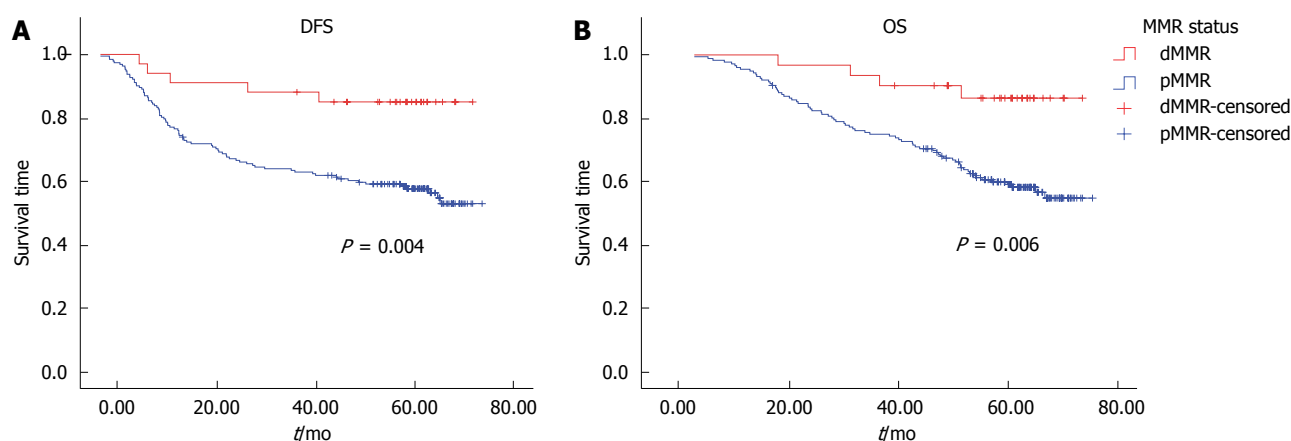 A
DFS
Survival time
1.0
0.8
0.6
0.4
0.2
0.0
P = 0.004
0.00 20.00 40.00 60.00 80.00
t/mo
B
OS
Survival time
1.0
0.8
0.6
0.4
0.2
0.0
P = 0.006
0.00 20.00 40.00 60.00 80.00
t/mo
MMR status
dMMR
pMMR
dMMR-censored
pMMR-censored